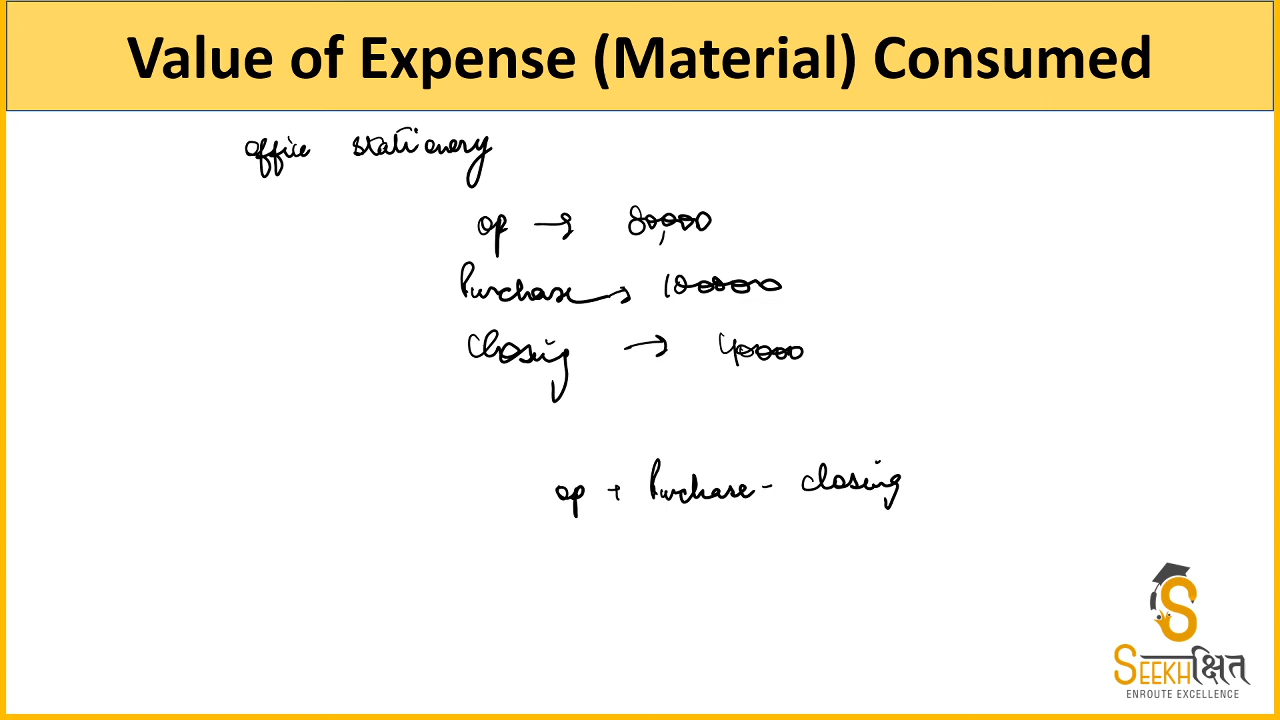 Value of Expense (Material) Consumed
office stationery
op → 80,000
Purchase → 100000
closing → 40000
op + Purchase - closing
S
SEEKHक्षित
ENROUTE EXCELLENCE